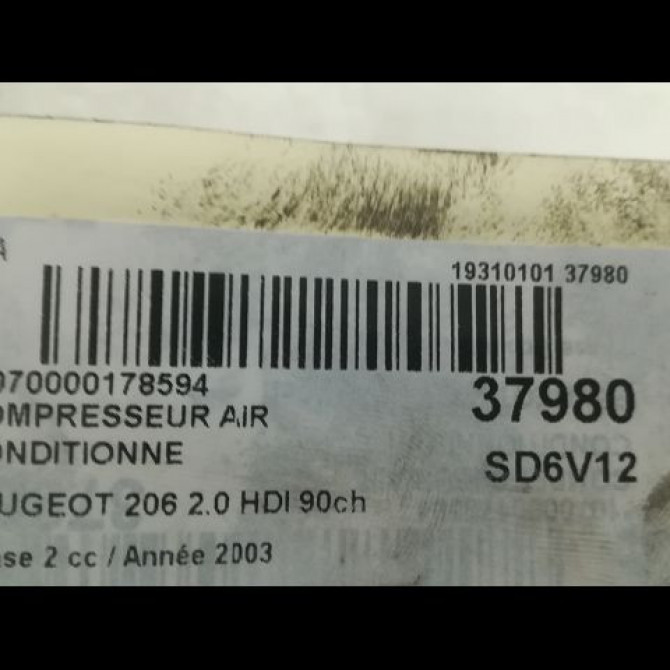 19310101 37980
070000178594
37980
OMPRESSEUR AIR
ONDITIONNE
SD6V12
UGEOT 206 2.0 HDI 90ch
se 2 cc / Année 2003